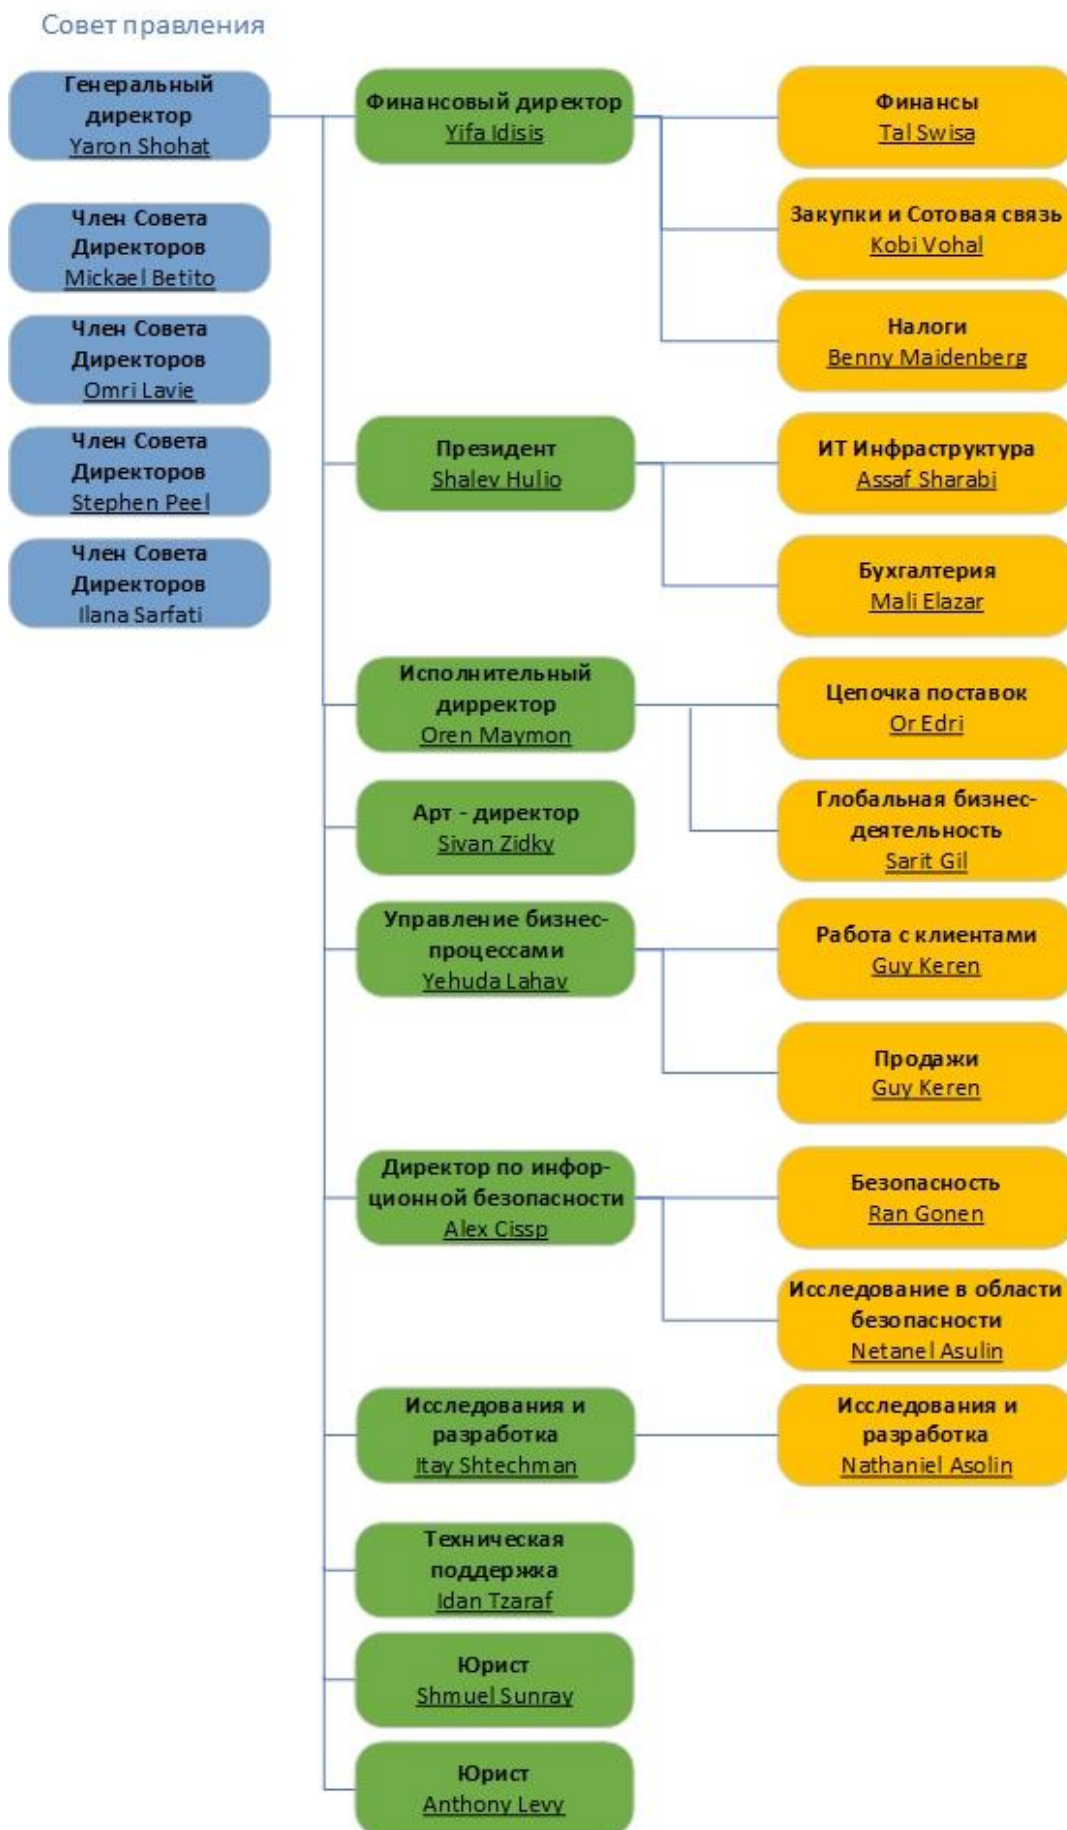 Совет правления
Генеральный
директор
Yaron Shohat
Член Совета
Директоров
Mickael Betito
Член Совета
Директоров
Omri Lavie
Член Совета
Директоров
Stephen Peel
Член Совета
Директоров
Ilana Sarfati
Финансовый директор
Yifa Idisis
Президент
Shalev Hulio
Исполнительный
дирректор
Oren Maymon
Арт - директор
Sivan Zidky
Управление бизнес-
процессами
Yehuda Lahav
Директор по инфор-
ционной безопасности
Alex Cissp
Исследования и
разработка
Itay Shtechman
Техническая
поддержка
Idan Tzaraf
Юрист
Shmuel Sunray
Юрист
Anthony Levy
Финансы
Tal Swisa
Закупки и Сотовая связь
Kobi Vohal
Налоги
Benny Maidenberg
ИТ Инфраструктура
Assaf Sharabi
Бухгалтерия
Mali Elazar
Цепочка поставок
Or Edri
Глобальная бизнес-
деятельность
Sarit Gil
Работа с клиентами
Guy Keren
Продажи
Guy Keren
Безопасность
Ran Gonen
Исследование в области
безопасности
Netanel Asulin
Исследования и
разработка
Nathaniel Asolin